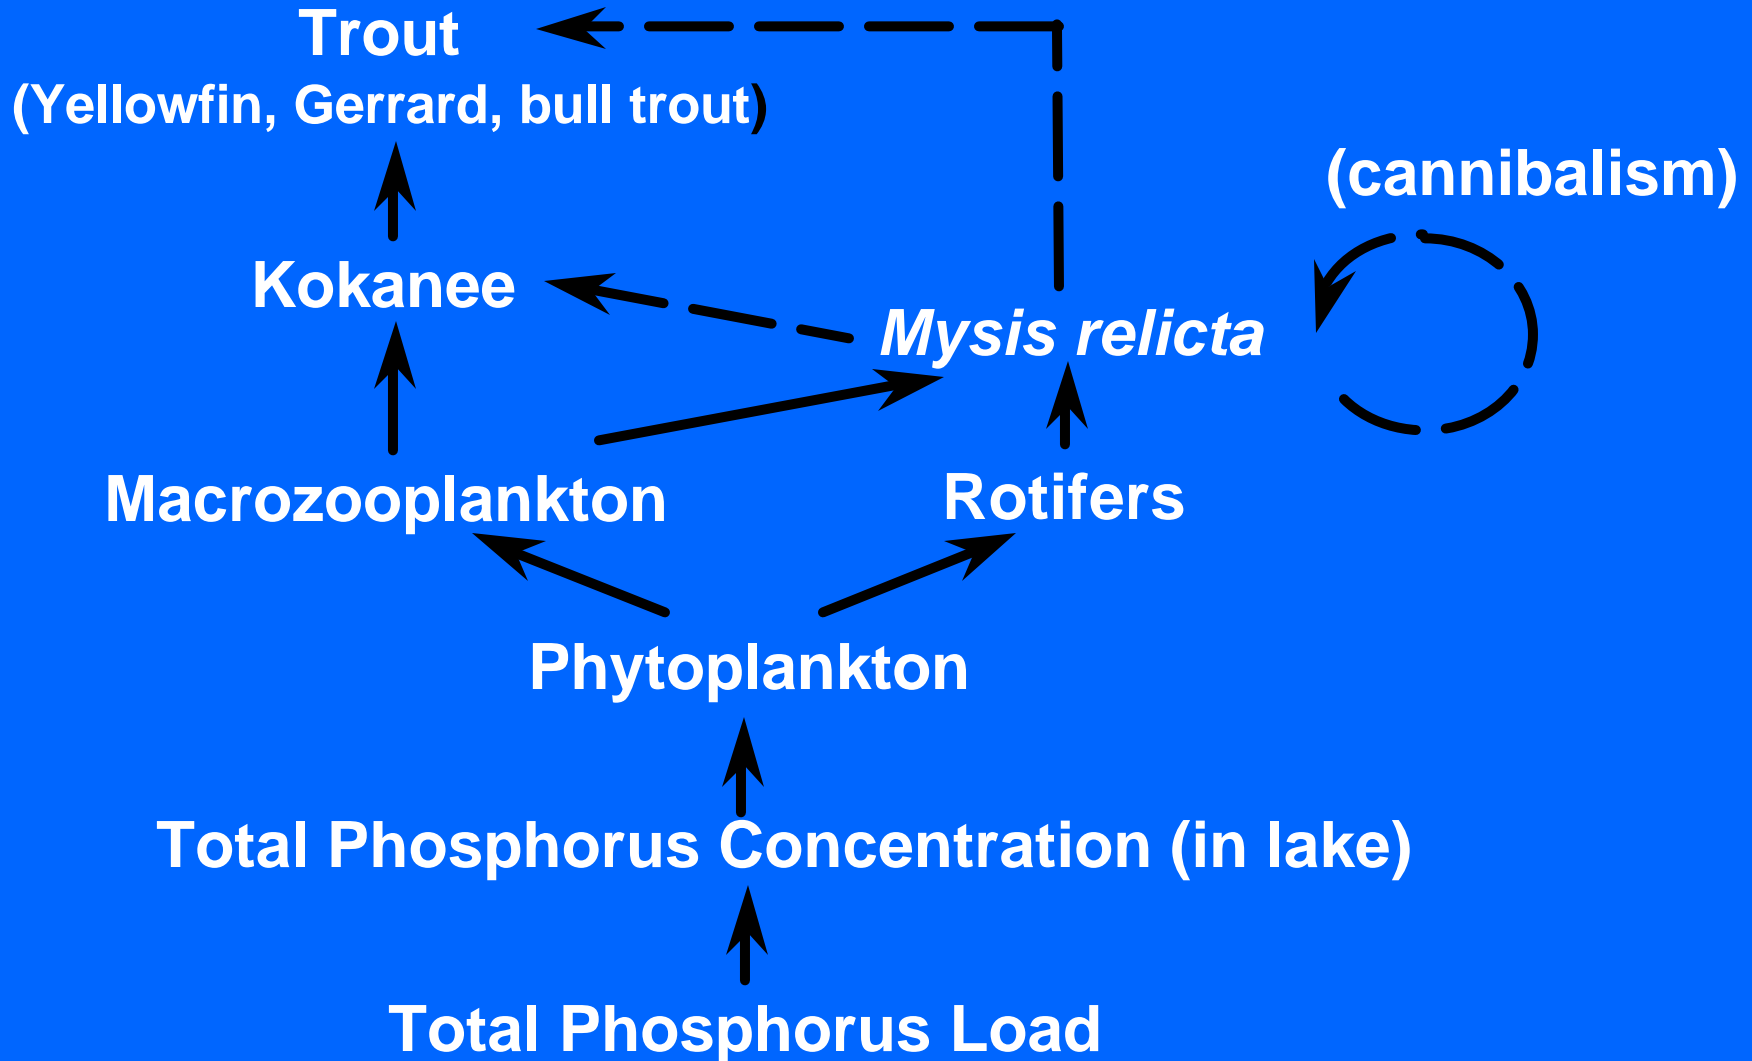 Trout
(Yellowfin, Gerrard, bull trout)
(cannibalism)
Kokanee
Mysis relicta
Macrozooplankton
Rotifers
Phytoplankton
Total Phosphorus Concentration (in lake)
Total Phosphorus Load